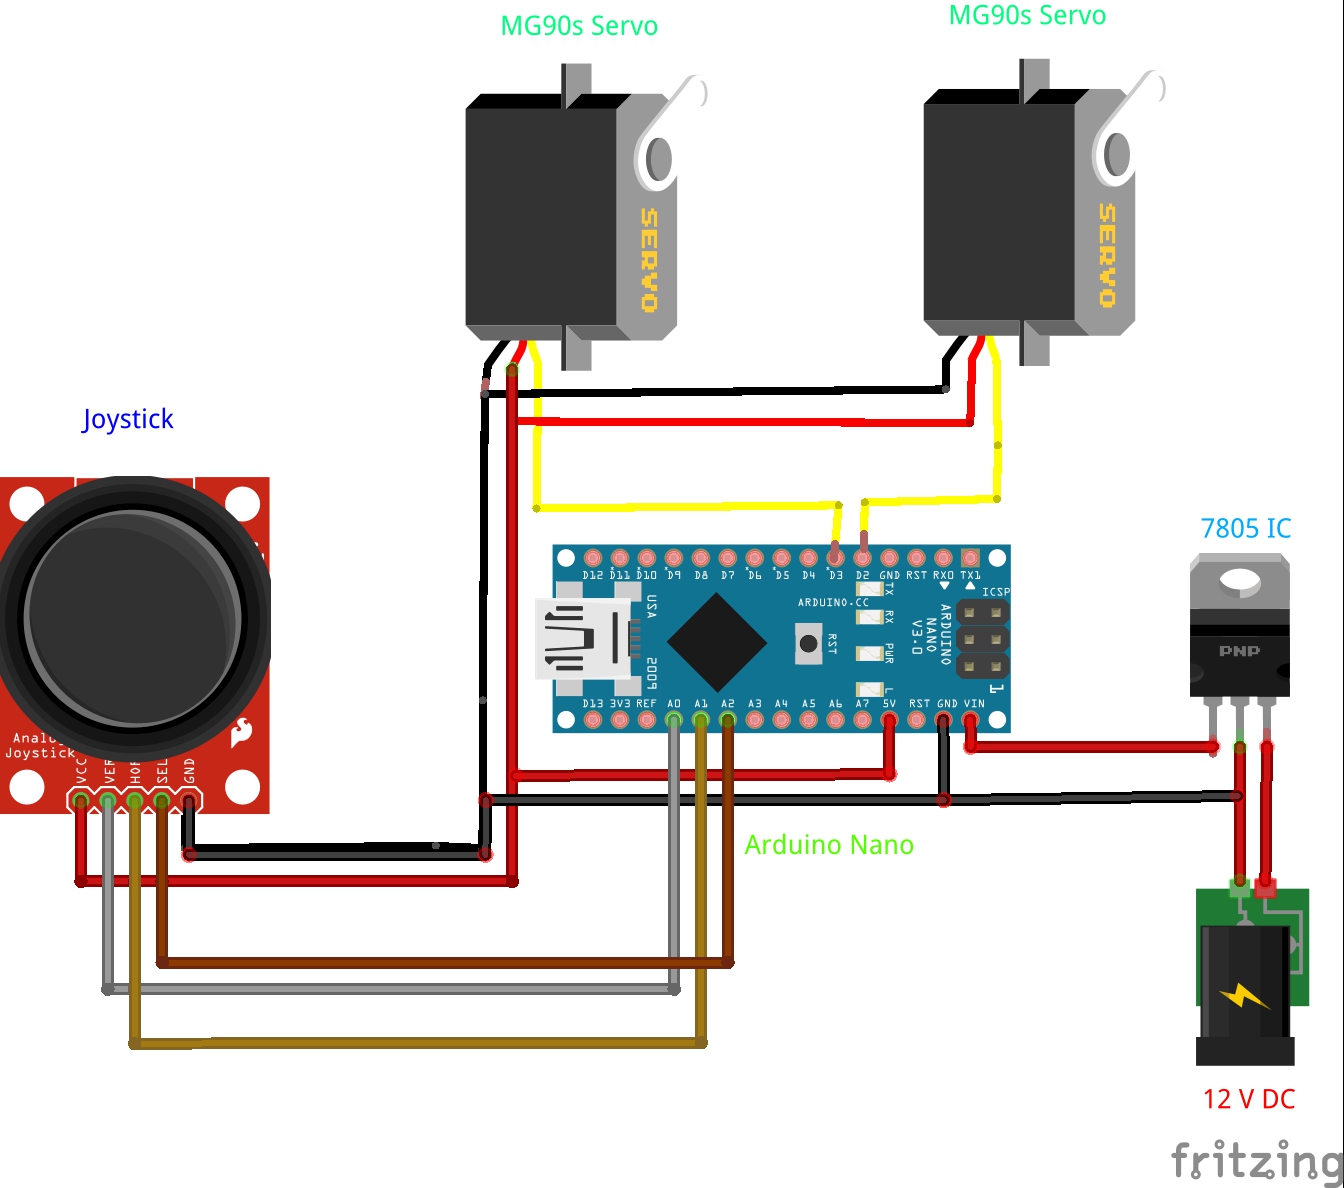 MG90s Servo
MG90s Servo
SERVO
SERVO
Joystick
7805 IC
PNP
D12 D11 D10 D9 D8 D7 D6 D5 D4 D3 D2 GND RST RX0 TX1
ICSP
TX
ARDUINO.CC
RX
USA
ARDUINO
NANO
V3.0
RST
PWR
2009
L
1
D13 3V3 REF A0 A1 A2 A3 A4 A5 A6 A7 5V RST GND VIN
Joystick
VCC
SEL
GND
Arduino Nano
12 V DC
fritzing